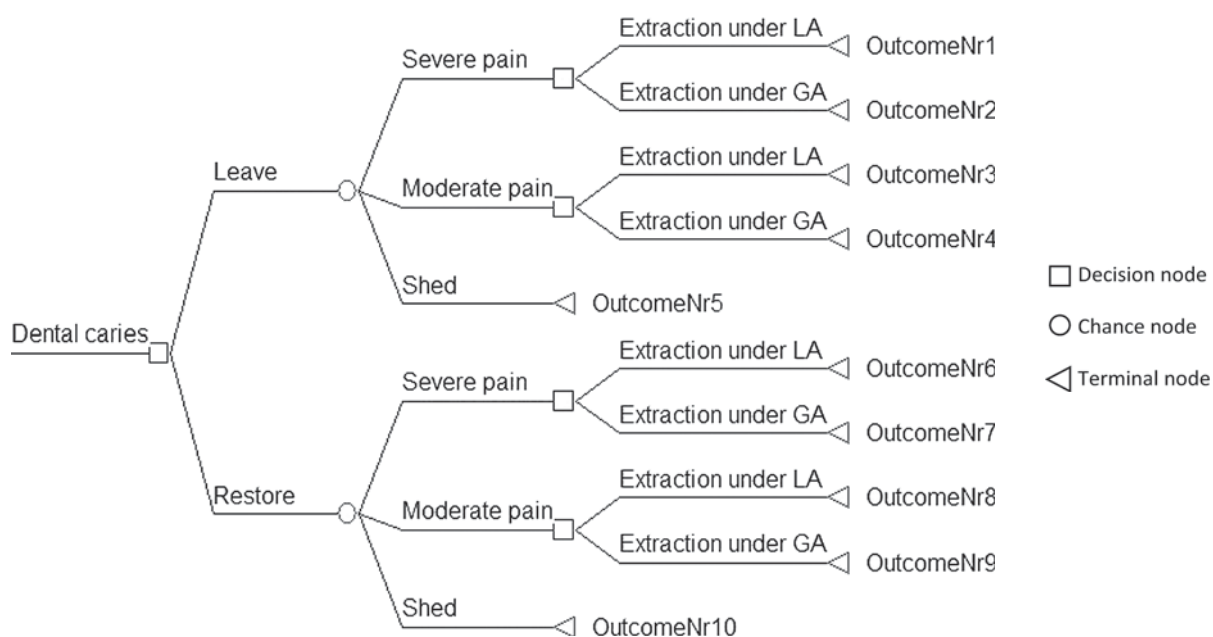 Extraction under LA
OutcomeNr1
Severe pain
Extraction under GA
OutcomeNr2
Leave
Extraction under LA
OutcomeNr3
Moderate pain
Extraction under GA
OutcomeNr4
Shed
OutcomeNr5
Dental caries
Extraction under LA
OutcomeNr6
Severe pain
Extraction under GA
OutcomeNr7
Restore
Extraction under LA
OutcomeNr8
Moderate pain
Extraction under GA
OutcomeNr9
Shed
OutcomeNr10
Decision node
Chance node
Terminal node